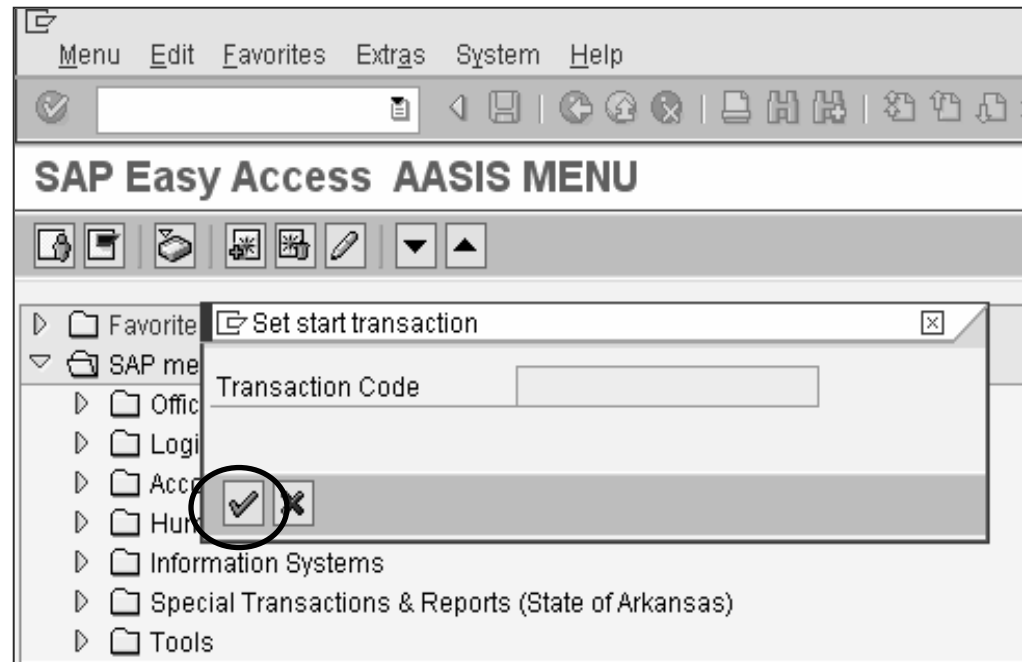 Menu Edit Favorites Extras System Help
SAP Easy Access AASIS MENU
Favorite
Set start transaction
SAP me
Transaction Code
Offic
Logi
Acco
Hum
Information Systems
Special Transactions & Reports (State of Arkansas)
Tools